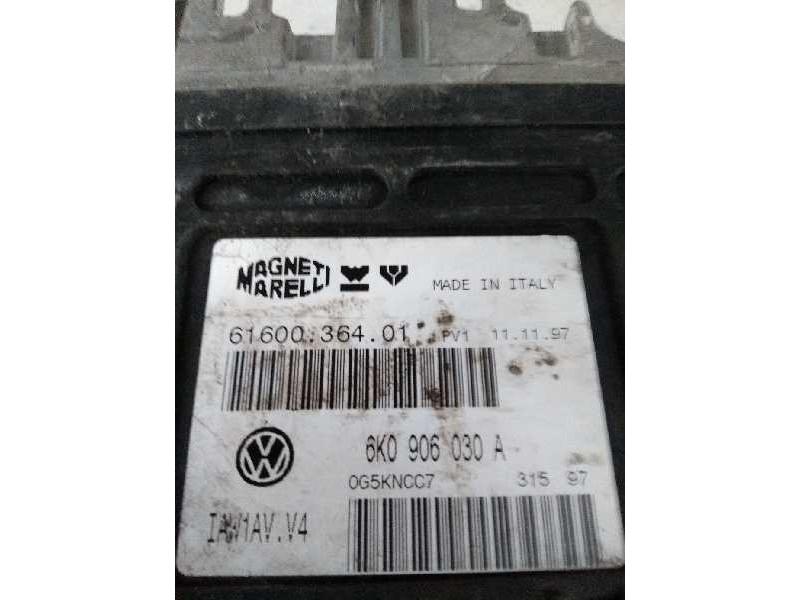 MAGNETI
MARELLI
MADE IN ITALY
61600.364.01 PV1 11.11.97
6K0 906 030 A
0G5KNCC7 315 97
IAW1AV.V4